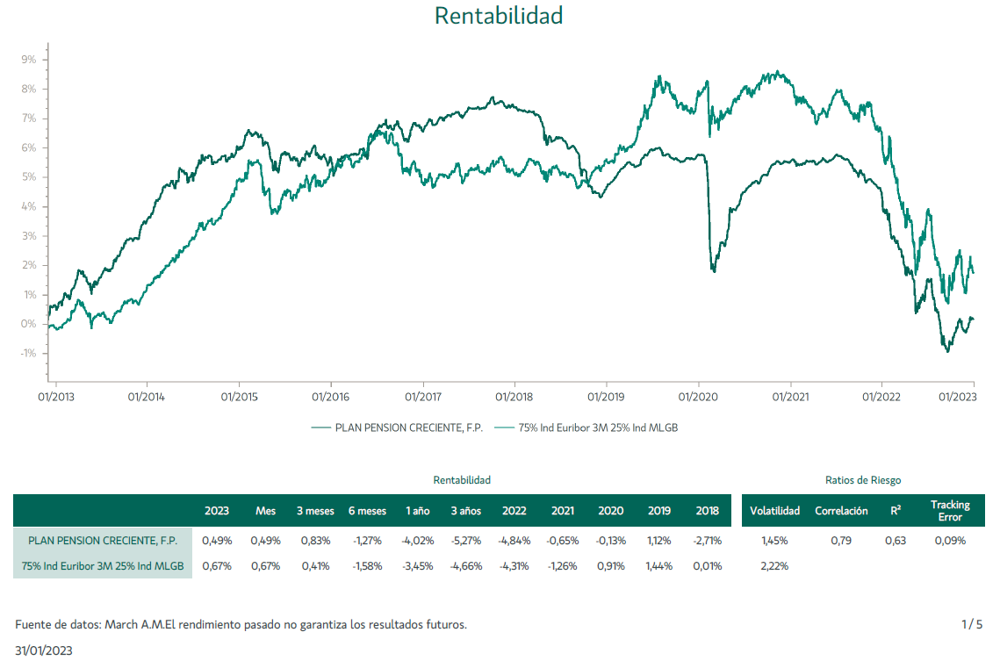 Rentabilidad
9%
8%
7%
6%
5%
4%
3%
2%
1%
0%
-1%
01/2013 01/2014 01/2015 01/2016 01/2017 01/2018 01/2019 01/2020 01/2021 01/2022 01/2023
PLAN PENSION CRECIENTE, F.P. 75% Ind Euribor 3M 25% Ind MLGB
Rentabilidad Ratios de Riesgo
2023 Mes 3 meses 6 meses 1 año 3 años 2022 2021 2020 2019 2018 Volatilidad Correlación R² Tracking Error
PLAN PENSION CRECIENTE, F.P. 0,49% 0,49% 0,83% -1,27% -4,02% -5,27% -4,84% -0,65% -0,13% 1,12% -2,71% 1,45% 0,79 0,63 0,09%
75% Ind Euribor 3M 25% Ind MLGB 0,67% 0,67% 0,41% -1,58% -3,45% -4,66% -4,31% -1,26% 0,91% 1,44% 0,01% 2,22%
Fuente de datos: March A.M.El rendimiento pasado no garantiza los resultados futuros. 1 / 5
31/01/2023